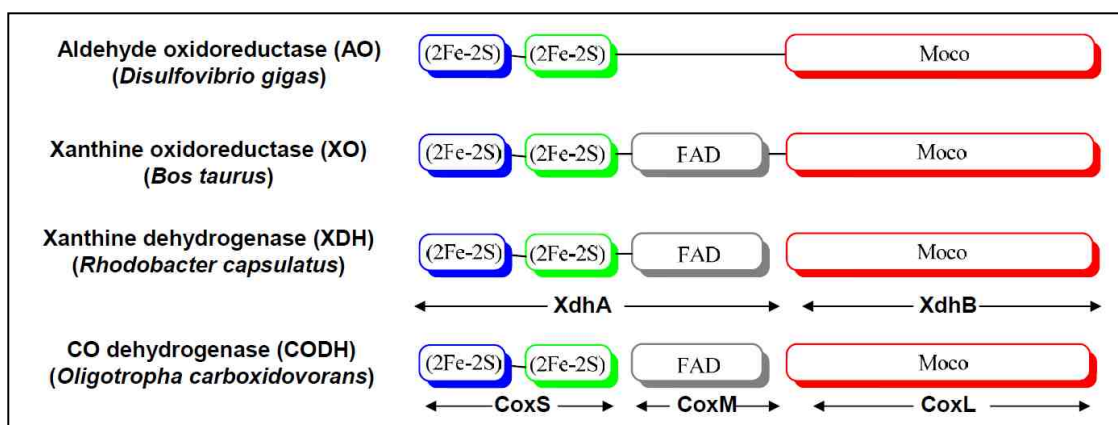 Aldehyde oxidoreductase (AO)
(Disulfovibrio gigas)
(2Fe-2S) (2Fe-2S) Moco
Xanthine oxidoreductase (XO)
(Bos taurus)
(2Fe-2S) (2Fe-2S) FAD Moco
Xanthine dehydrogenase (XDH)
(Rhodobacter capsulatus)
(2Fe-2S) (2Fe-2S) FAD Moco
XdhA XdhB
CO dehydrogenase (CODH)
(Oligotropha carboxidovorans)
(2Fe-2S) (2Fe-2S) FAD Moco
CoxS CoxM CoxL